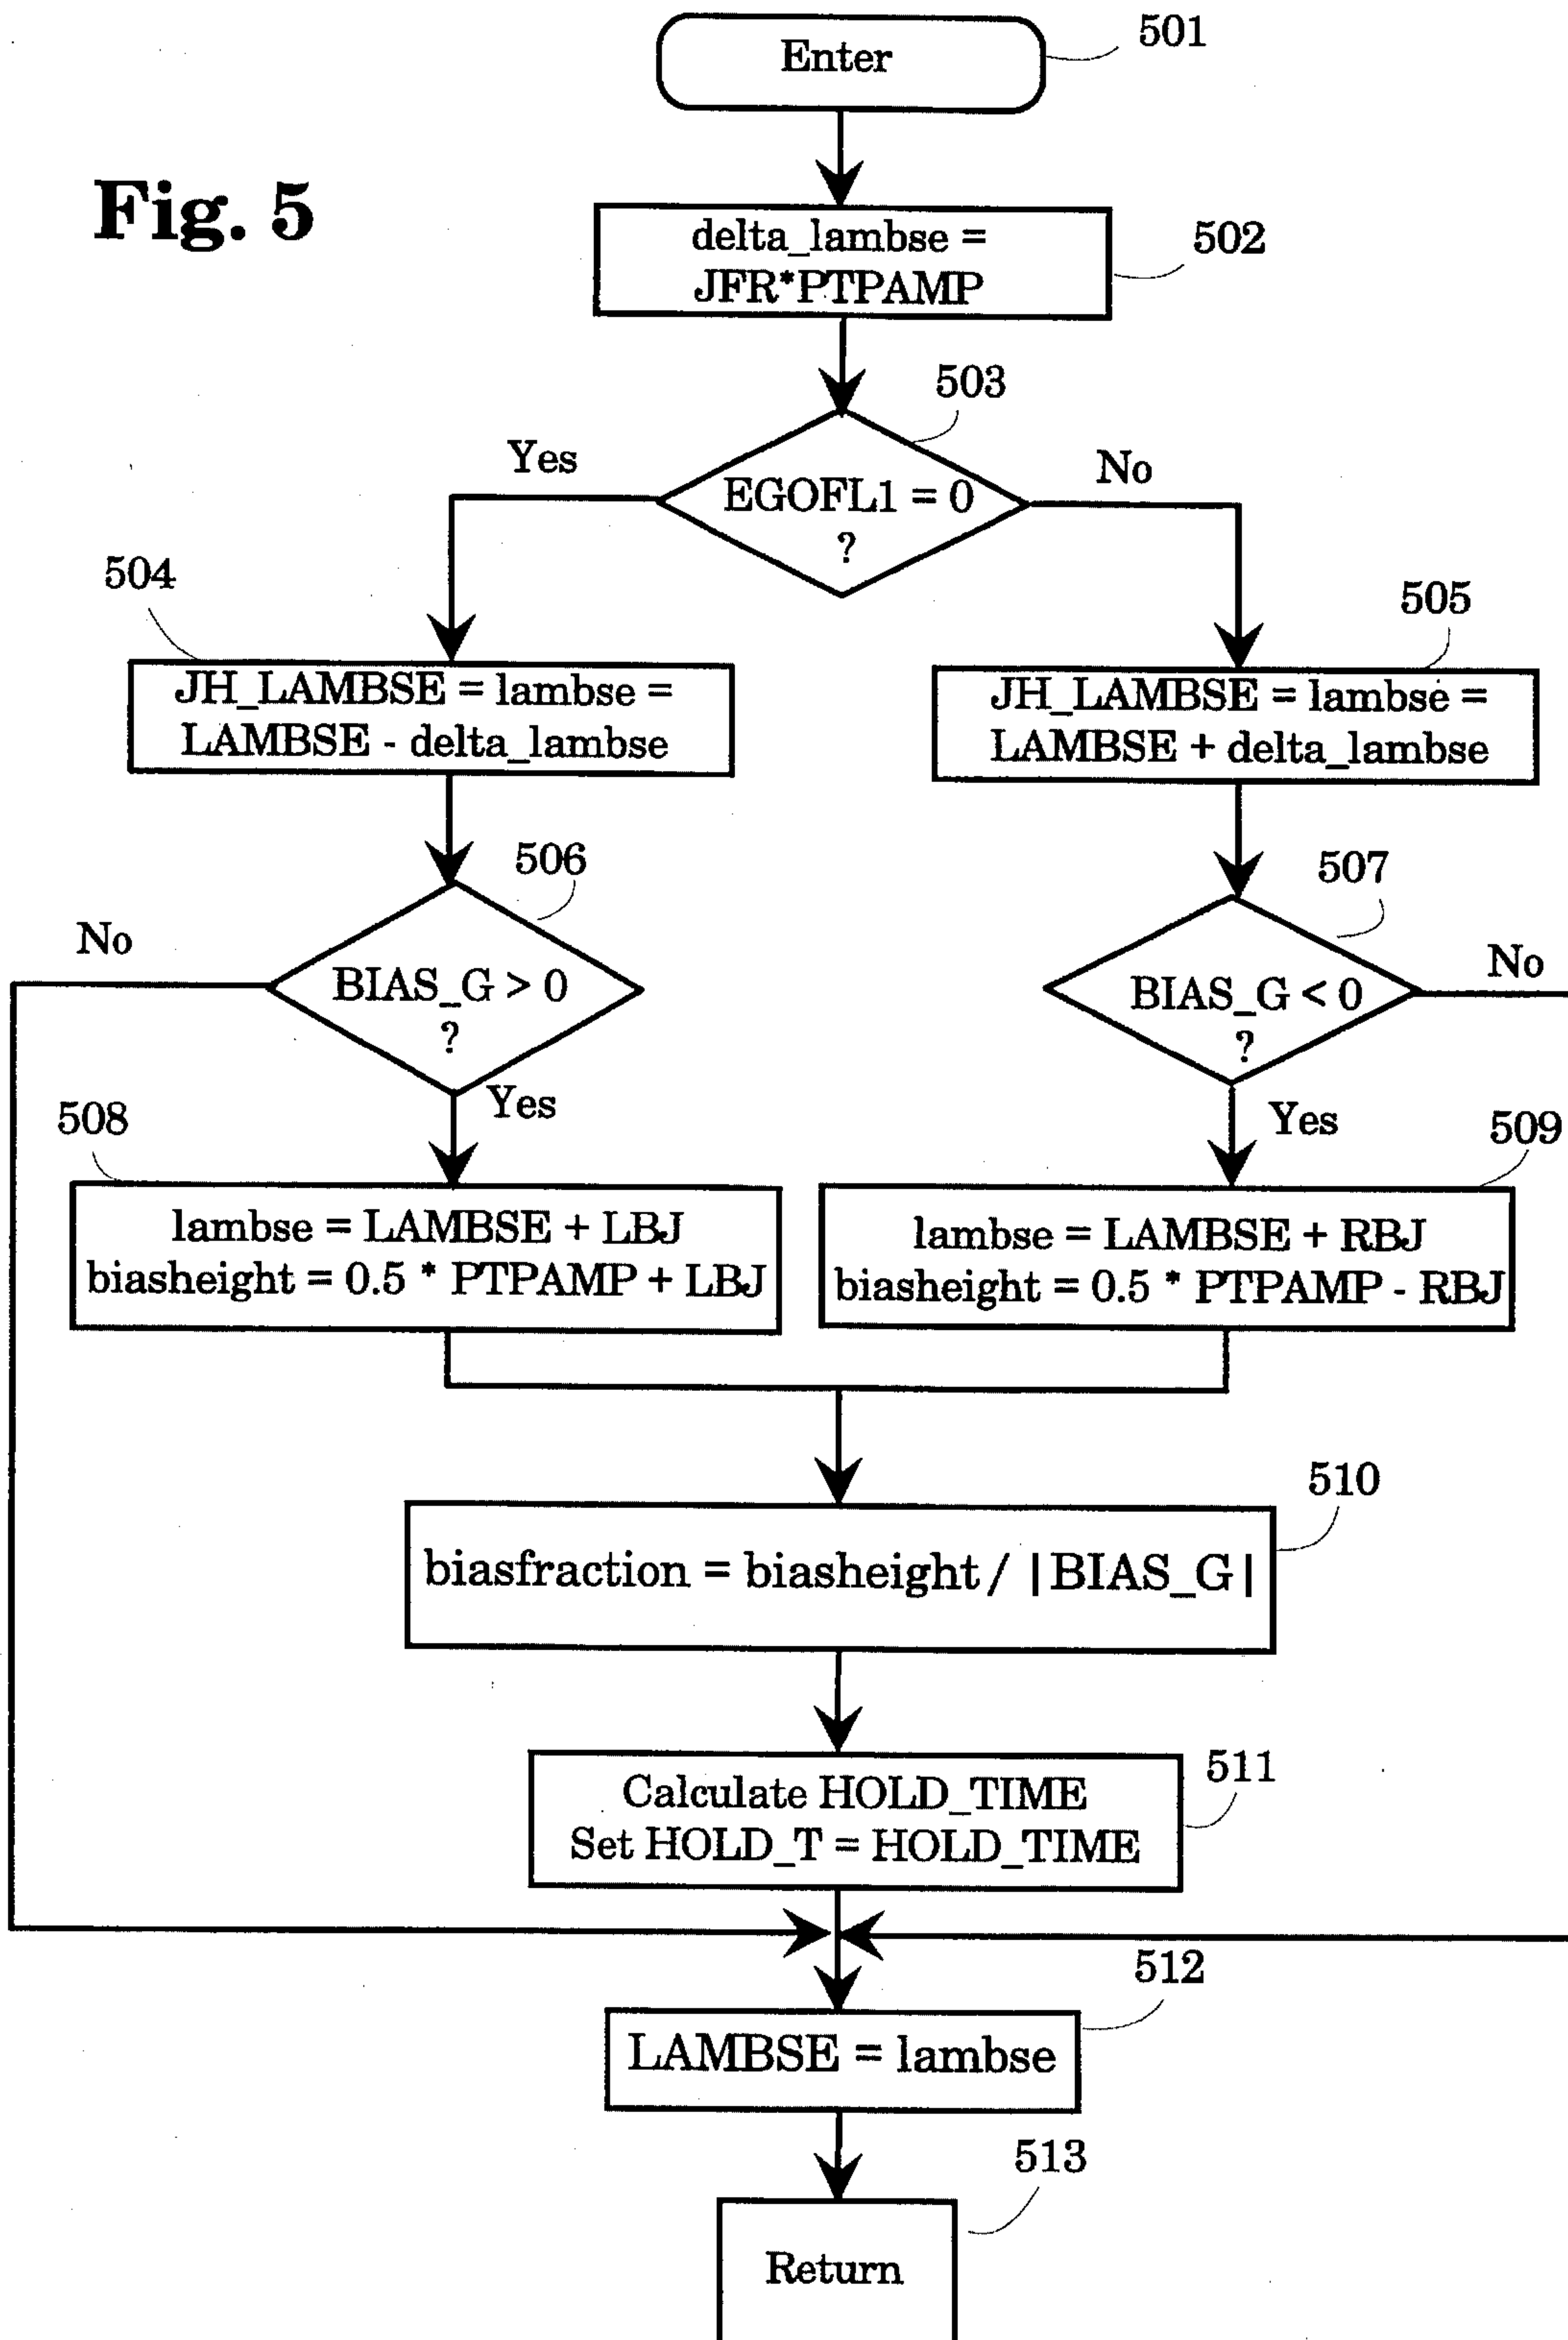 Enter
501
Fig. 5
delta_lambse =
JFR*PTPAMP
502
503
Yes
EGOFL1 = 0
?
No
504
505
JH_LAMBSE = lambse =
LAMBSE - delta_lambse
JH_LAMBSE = lambse =
LAMBSE + delta_lambse
506
507
No
BIAS_G > 0
?
Yes
BIAS_G < 0
?
No
Yes
508
509
lambse = LAMBSE + LBJ
biasheight = 0.5 * PTPAMP + LBJ
lambse = LAMBSE + RBJ
biasheight = 0.5 * PTPAMP - RBJ
510
biasfraction = biasheight / |BIAS_G|
511
Calculate HOLD_TIME
Set HOLD_T = HOLD_TIME
512
LAMBSE = lambse
513
Return